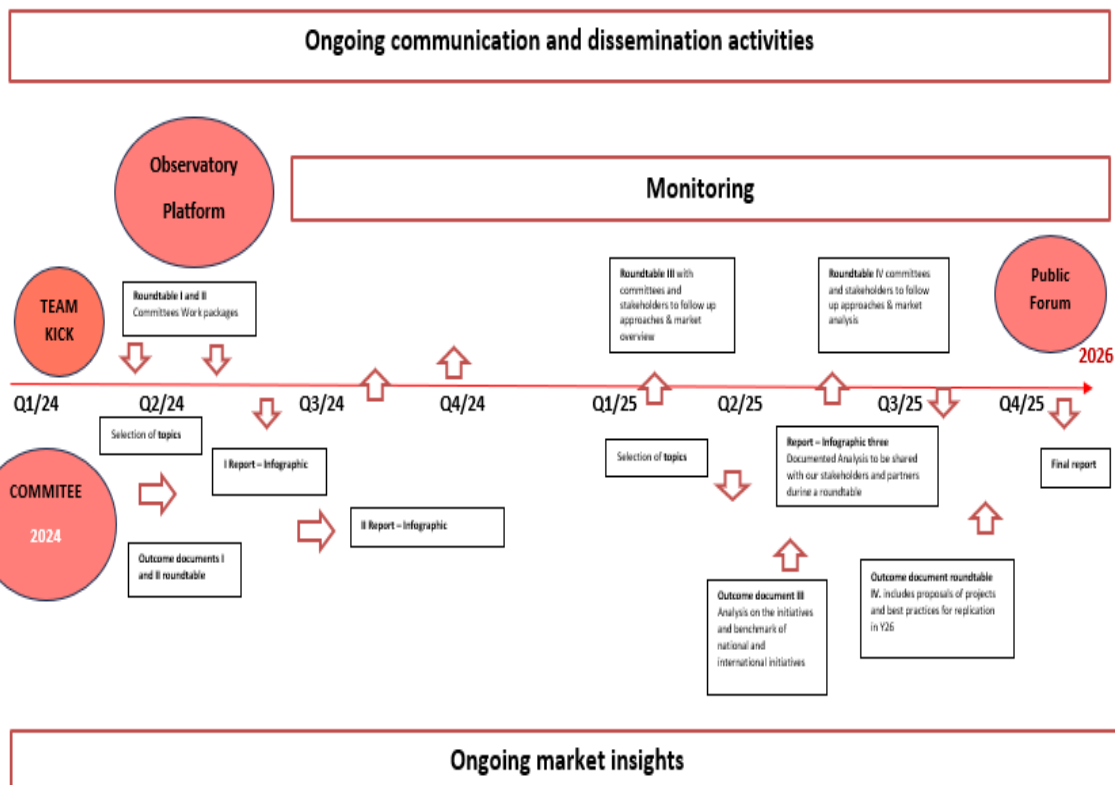 Ongoing communication and dissemination activities
Observatory
Platform
Monitoring
TEAM
KICK
Roundtable I and II
Committees Work packages
Roundtable III with
committees and
stakeholders to follow up
approaches & market
overview
Roundtable IV committees
and stakeholders to follow
up approaches & market
analysis
Public
Forum
2026
Q1/24
Q2/24
Q3/24
Q4/24
Q1/25
Q2/25
Q3/25
Q4/25
Selection of topics
I Report – Infographic
Selection of topics
Report – Infographic three
Documented Analysis to be shared
with our stakeholders and partners
during a roundtable
Final report
COMMITEE
2024
II Report – Infographic
Outcome documents I
and II roundtable
Outcome document III
Analysis on the initiatives
and benchmark of
national and
international initiatives
Outcome document roundtable
IV. includes proposals of projects
and best practices for replication
in Y26
Ongoing market insights